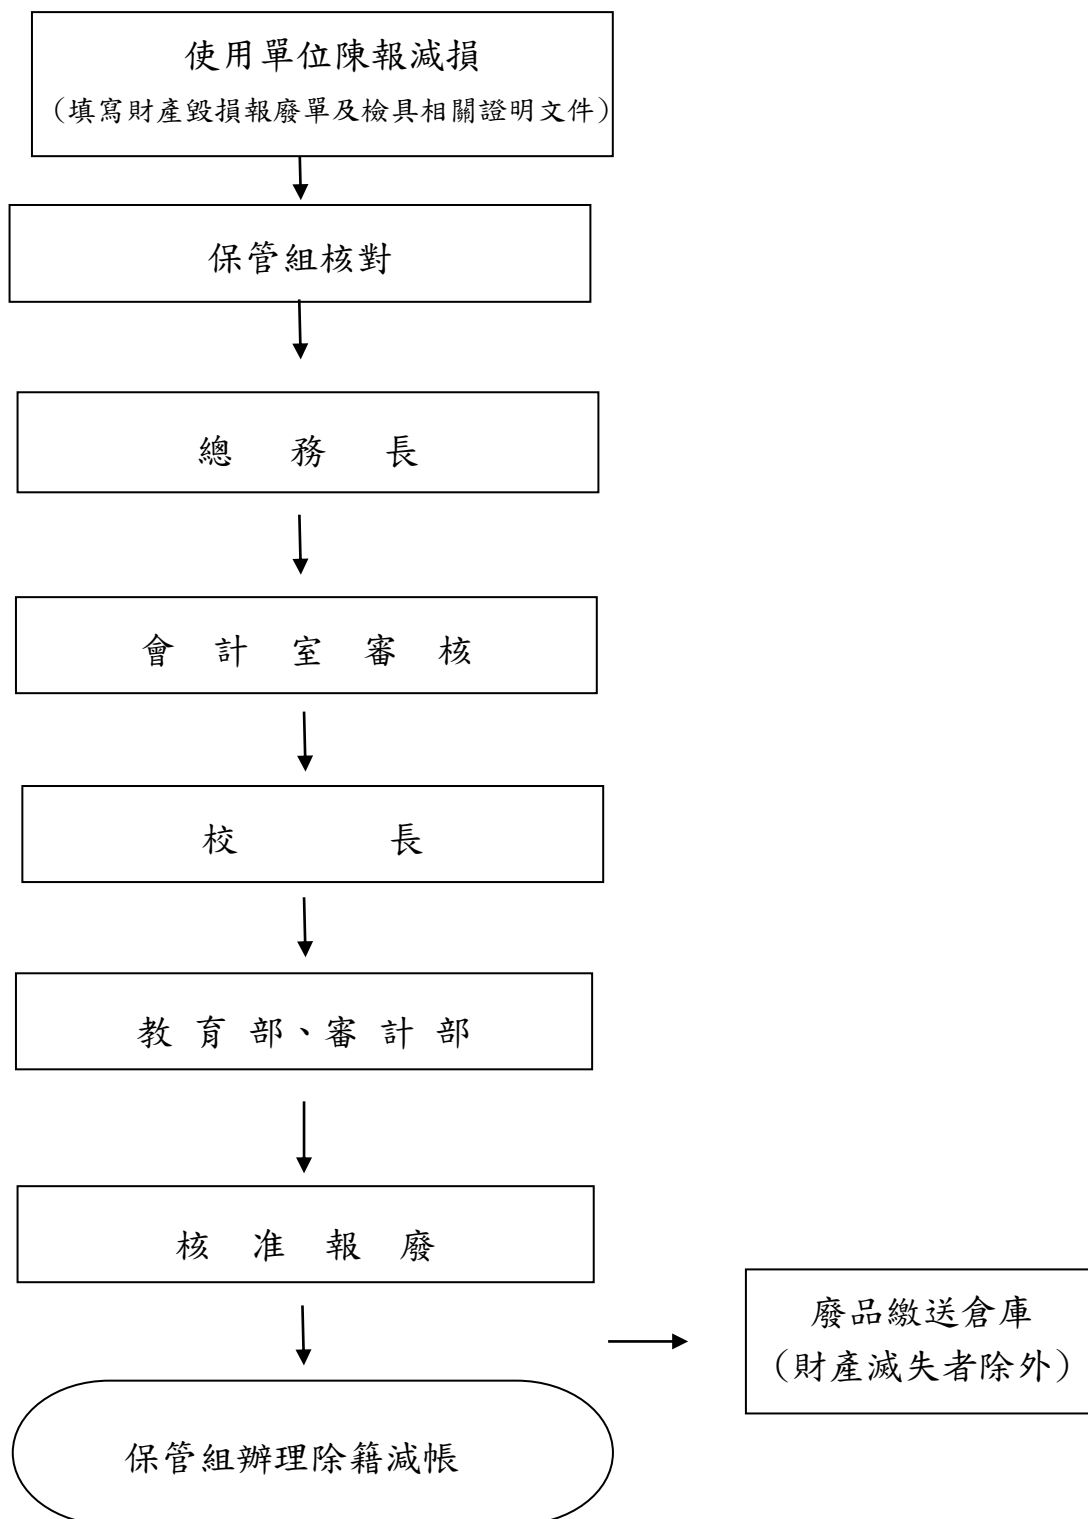 使用單位陳報減損
（填寫財產毀損報廢單及檢具相關證明文件）
保管組核對
總務長
會計室審核
校長
教育部、審計部
核准報廢
廢品繳送倉庫
（財產滅失者除外）
保管組辦理除籍減帳